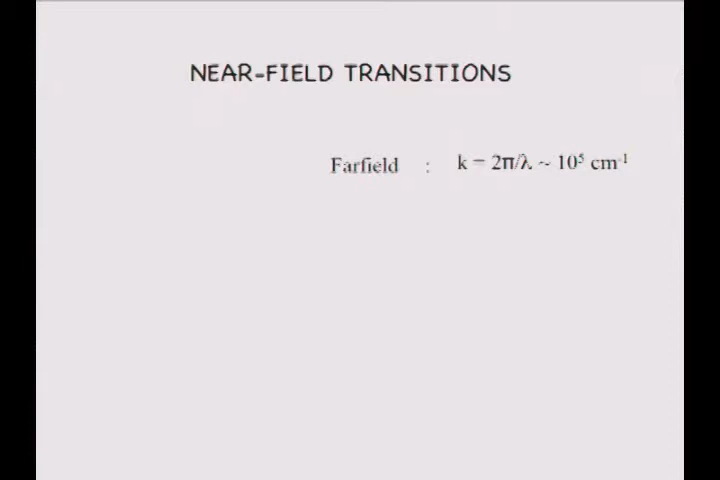 NEAR-FIELD TRANSITIONS
Farfield : k = 2π/λ ~ 10⁵ cm⁻¹